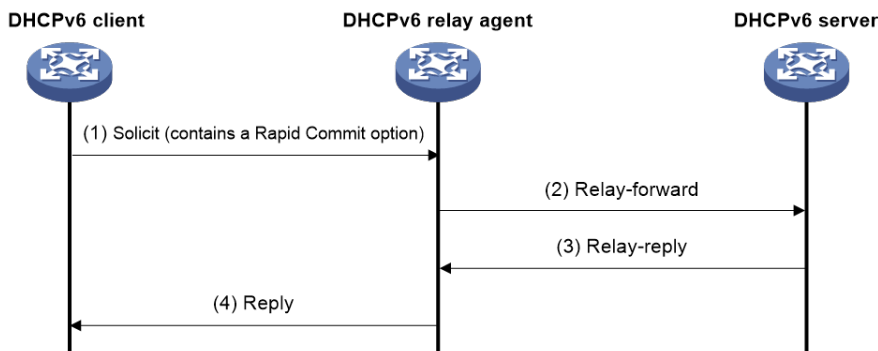 DHCPv6 client
DHCPv6 relay agent
DHCPv6 server
(1) Solicit (contains a Rapid Commit option)
(2) Relay-forward
(3) Relay-reply
(4) Reply